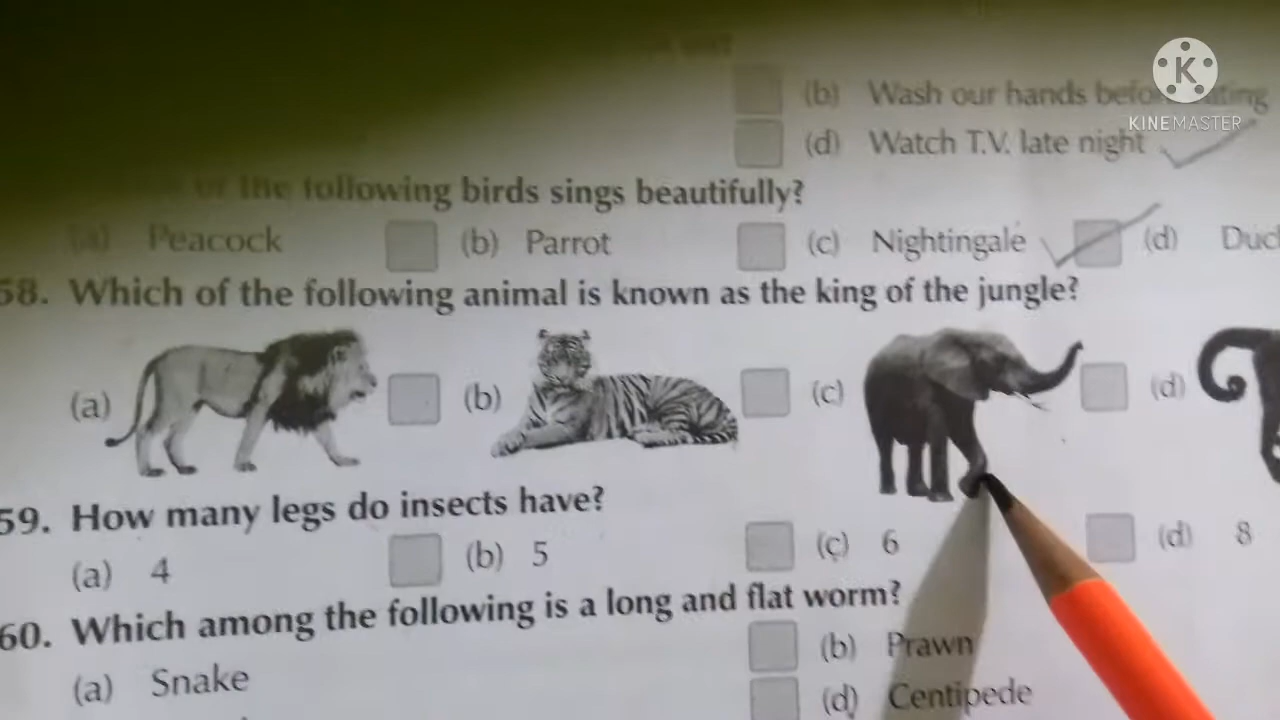 K
KINEMASTER
(b) Wash our hands
(d) Watch T.V. late night
of the following birds sings beautifully?
(a) Peacock (b) Parrot (c) Nightingale (d)
58. Which of the following animal is known as the king of the jungle?
(a) (b) (c) (d)
59. How many legs do insects have?
(a) 4 (b) 5 (c) 6 (d) 8
60. Which among the following is a long and flat worm?
(a) Snake (b) Prawn
(d) Centipede